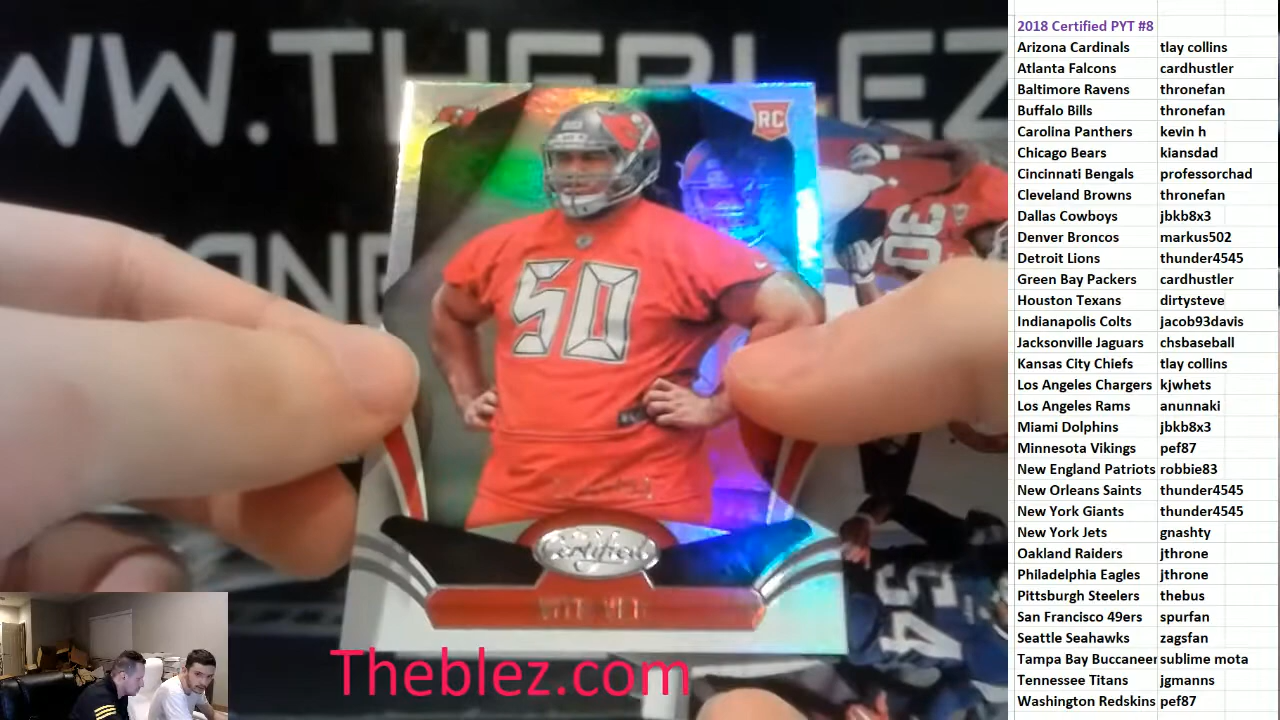 WW.THEBLEZ
RC
50
30
54
Certified
VITA VEA
Theblez.com
2018 Certified PYT #8
Arizona Cardinals tlay collins
Atlanta Falcons cardhustler
Baltimore Ravens thronefan
Buffalo Bills thronefan
Carolina Panthers kevin h
Chicago Bears kiansdad
Cincinnati Bengals professorchad
Cleveland Browns thronefan
Dallas Cowboys jbkb8x3
Denver Broncos markus502
Detroit Lions thunder4545
Green Bay Packers cardhustler
Houston Texans dirtysteve
Indianapolis Colts jacob93davis
Jacksonville Jaguars chsbaseball
Kansas City Chiefs tlay collins
Los Angeles Chargers kjwhets
Los Angeles Rams anunnaki
Miami Dolphins jbkb8x3
Minnesota Vikings pef87
New England Patriots robbie83
New Orleans Saints thunder4545
New York Giants thunder4545
New York Jets gnashty
Oakland Raiders jthrone
Philadelphia Eagles jthrone
Pittsburgh Steelers thebus
San Francisco 49ers spurfan
Seattle Seahawks zagsfan
Tampa Bay Buccaneer sublime mota
Tennessee Titans jgmanns
Washington Redskins pef87